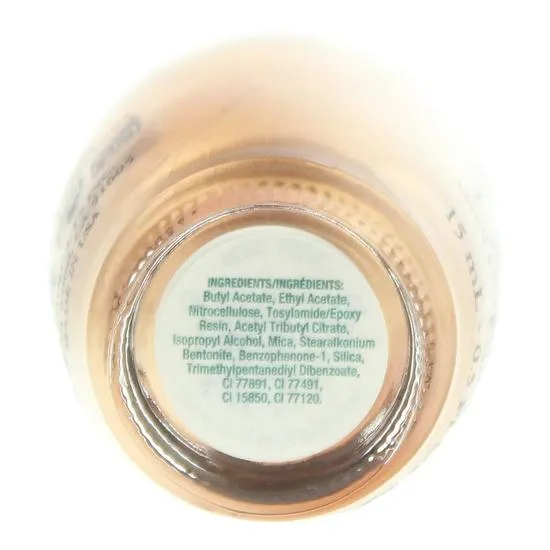 INGREDIENTS/INGRÉDIENTS:
Butyl Acetate, Ethyl Acetate,
Nitrocellulose, Tosylamide/Epoxy
Resin, Acetyl Tributyl Citrate,
Isopropyl Alcohol, Mica, Stearalkonium
Bentonite, Benzophenone-1, Silica,
Trimethylpentanediyl Dibenzoate,
CI 77891, CI 77491,
CI 15850, CI 77120.
15 mL